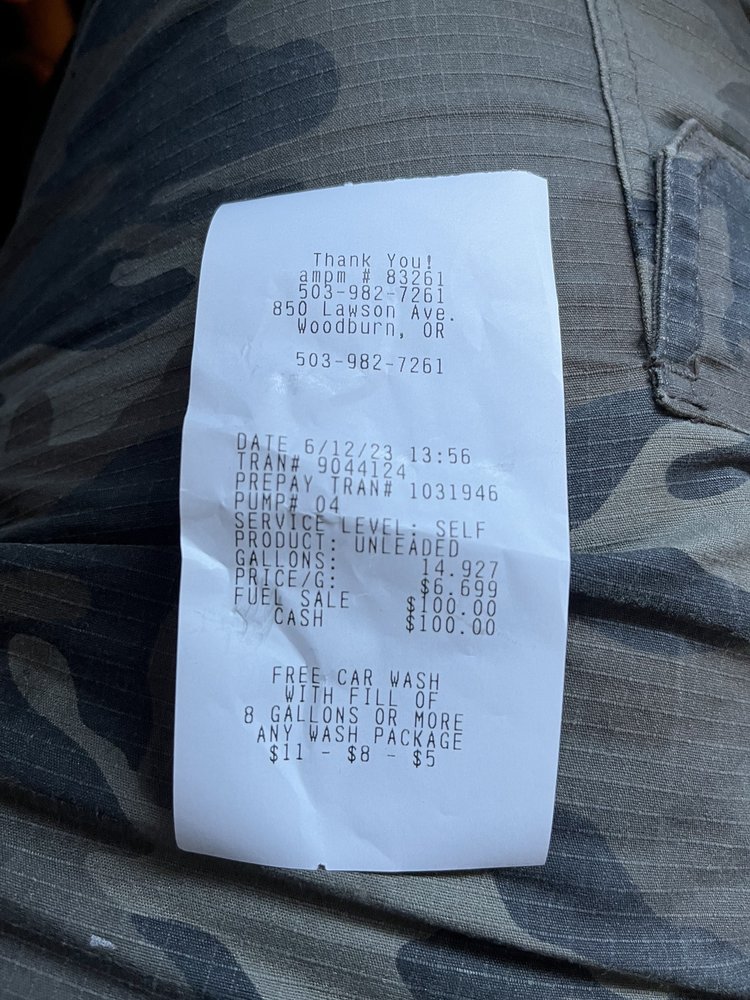 Thank You!
ampm # 83261
503-982-7261
850 Lawson Ave.
Woodburn, OR
503-982-7261
DATE 6/12/23 13:56
TRAN# 9044124
PREPAY TRAN# 1031946
PUMP# 04
SERVICE LEVEL: SELF
PRODUCT: UNLEADED
GALLONS: 14.927
PRICE/G: $6.699
FUEL SALE $100.00
CASH $100.00
FREE CAR WASH
WITH FILL OF
8 GALLONS OR MORE
ANY WASH PACKAGE
$11 - $8 - $5